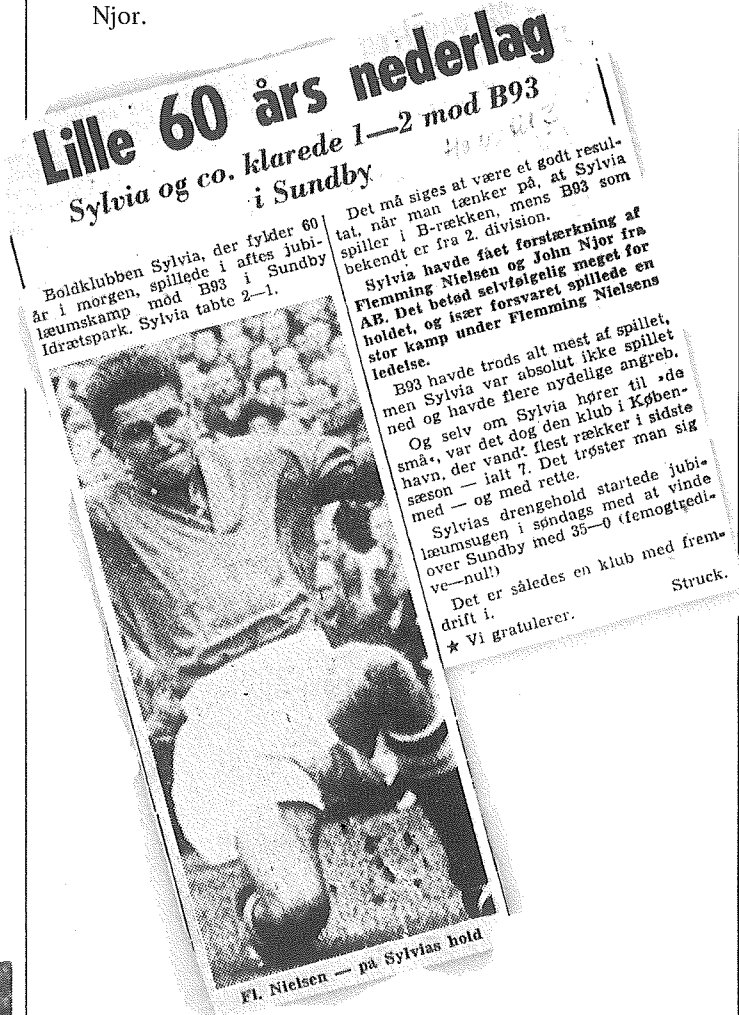 Njor.
Lille 60 års nederlag
Sylvia og co. klarede 1—2 mod B93
i Sundby
Boldklubben Sylvia, der fylder 60
år i morgen, spillede i aftes jubi-
læumskamp mod B93 i Sundby
Idrætspark. Sylvia tabte 2—1.
Det må siges at være et godt resul-
tat, når man tænker på, at Sylvia
spiller i B-rækken, mens B93 som
bekendt er fra 2. division.
Sylvia havde fået forstærkning af
Flemming Nielsen og John Njor fra
AB. Det betød selvfølgelig meget for
holdet, og især forsvaret spillede en
stor kamp under Flemming Nielsens
ledelse.
B93 havde trods alt mest af spillet,
men Sylvia var absolut ikke spillet
ned og havde flere nydelige angreb.
Og selv om Sylvia hører til »de
små«, var det dog den klub i Køben-
havn, der vandt flest rækker i sidste
sæson — ialt 7. Det trøster man sig
med — og med rette.
Sylvias drengehold startede jubi-
læumsugen i søndags med at vinde
over Sundby med 35—0 (femogtredi-
ve—nul!)
Det er således en klub med frem-
drift i.
★ Vi gratulerer.
Struck.
Fl. Nielsen — på Sylvias hold